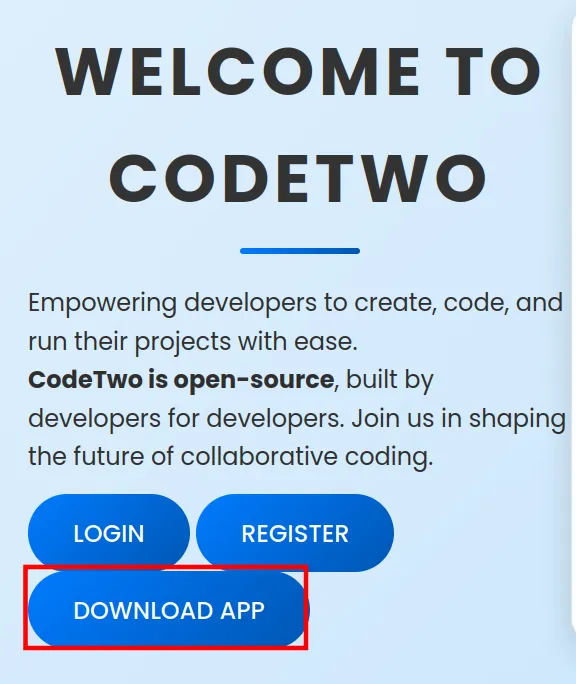 WELCOME TO
CODETWO
Empowering developers to create, code, and
run their projects with ease.
CodeTwo is open-source, built by
developers for developers. Join us in shaping
the future of collaborative coding.
LOGIN REGISTER
DOWNLOAD APP